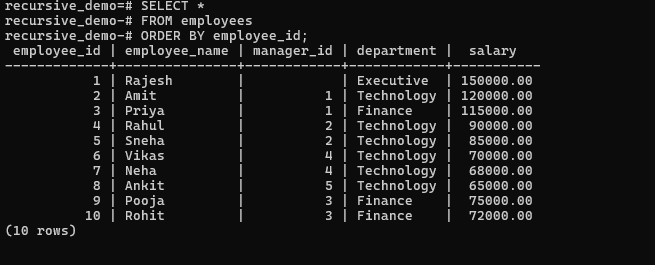 recursive_demo=# SELECT *
recursive_demo-# FROM employees
recursive_demo-# ORDER BY employee_id;
 employee_id | employee_name | manager_id | department |  salary
-------------+---------------+------------+------------+-----------
           1 | Rajesh        |            | Executive  | 150000.00
           2 | Amit          |          1 | Technology | 120000.00
           3 | Priya         |          1 | Finance    | 115000.00
           4 | Rahul         |          2 | Technology |  90000.00
           5 | Sneha         |          2 | Technology |  85000.00
           6 | Vikas         |          4 | Technology |  70000.00
           7 | Neha          |          4 | Technology |  68000.00
           8 | Ankit         |          5 | Technology |  65000.00
           9 | Pooja         |          3 | Finance    |  75000.00
          10 | Rohit         |          3 | Finance    |  72000.00
(10 rows)